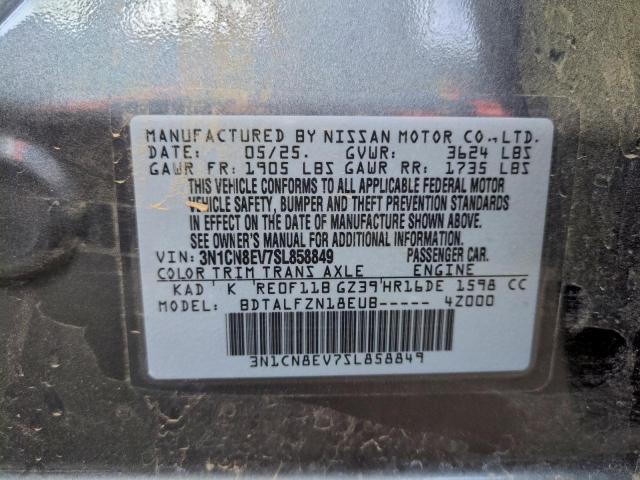 MANUFACTURED BY NISSAN MOTOR CO.,LTD.
DATE: 05/25. GVWR: 3624 LBS
GAWR FR: 1905 LBS GAWR RR: 1735 LBS
THIS VEHICLE CONFORMS TO ALL APPLICABLE FEDERAL MOTOR
VEHICLE SAFETY, BUMPER AND THEFT PREVENTION STANDARDS
IN EFFECT ON THE DATE OF MANUFACTURE SHOWN ABOVE.
SEE OWNER'S MANUAL FOR ADDITIONAL INFORMATION
VIN: 3N1CN8EV7SL858849 PASSENGER CAR.
COLOR TRIM TRANS AXLE ENGINE
KAD ' K 'RE0F11B GZ39'HR16DE 1598 CC
MODEL: BDTALFZN18EUB----- 4Z000
3N1CN8EV7SL858849